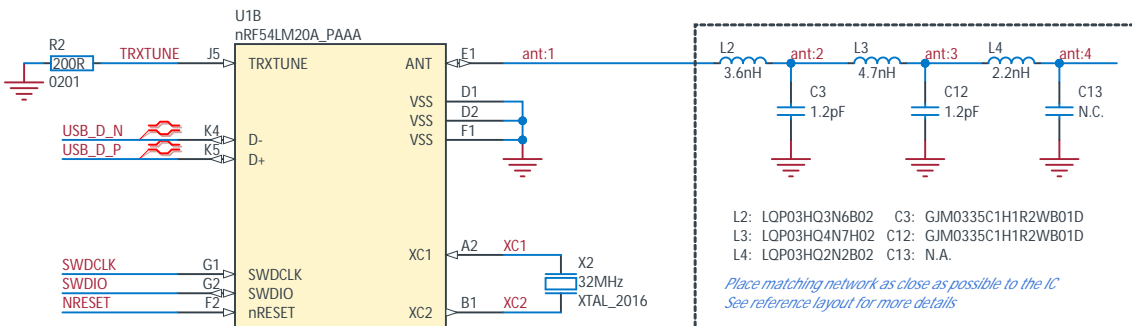 U1B
nRF54LM20A_PAAA
R2
200R
0201
TRXTUNE
J5
TRXTUNE
ANT
E1
ant:1
L2
3.6nH
ant:2
L3
4.7nH
ant:3
L4
2.2nH
ant:4
C3
1.2pF
C12
1.2pF
C13
N.C.
VSS
D1
VSS
D2
VSS
F1
USB_D_N
K4
D-
USB_D_P
K5
D+
L2: LQP03HQ3N6B02 C3: GJM0335C1H1R2WB01D
L3: LQP03HQ4N7H02 C12: GJM0335C1H1R2WB01D
L4: LQP03HQ2N2B02 C13: N.A.
Place matching network as close as possible to the IC
See reference layout for more details
XC1
A2
XC1
X2
32MHz
XTAL_2016
XC2
B1
XC2
SWDCLK
G1
SWDCLK
SWDIO
G2
SWDIO
NRESET
F2
nRESET